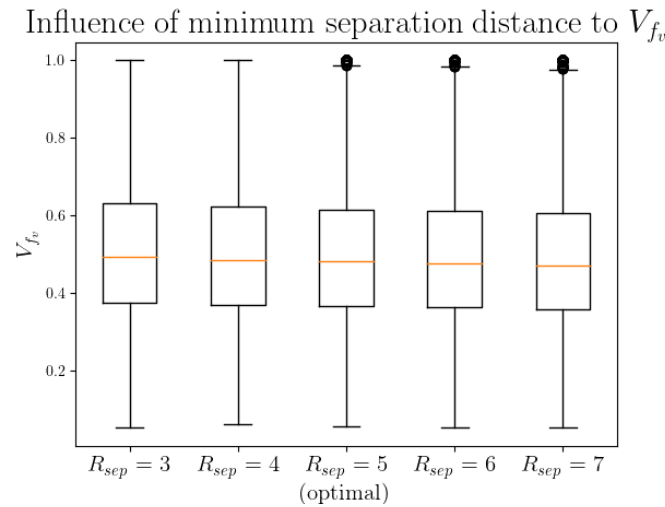 Influence of minimum separation distance to V_{f_v}
1.0
0.8
0.6
0.4
0.2
V_{f_v}
R_{sep} = 3
R_{sep} = 4
R_{sep} = 5
(optimal)
R_{sep} = 6
R_{sep} = 7